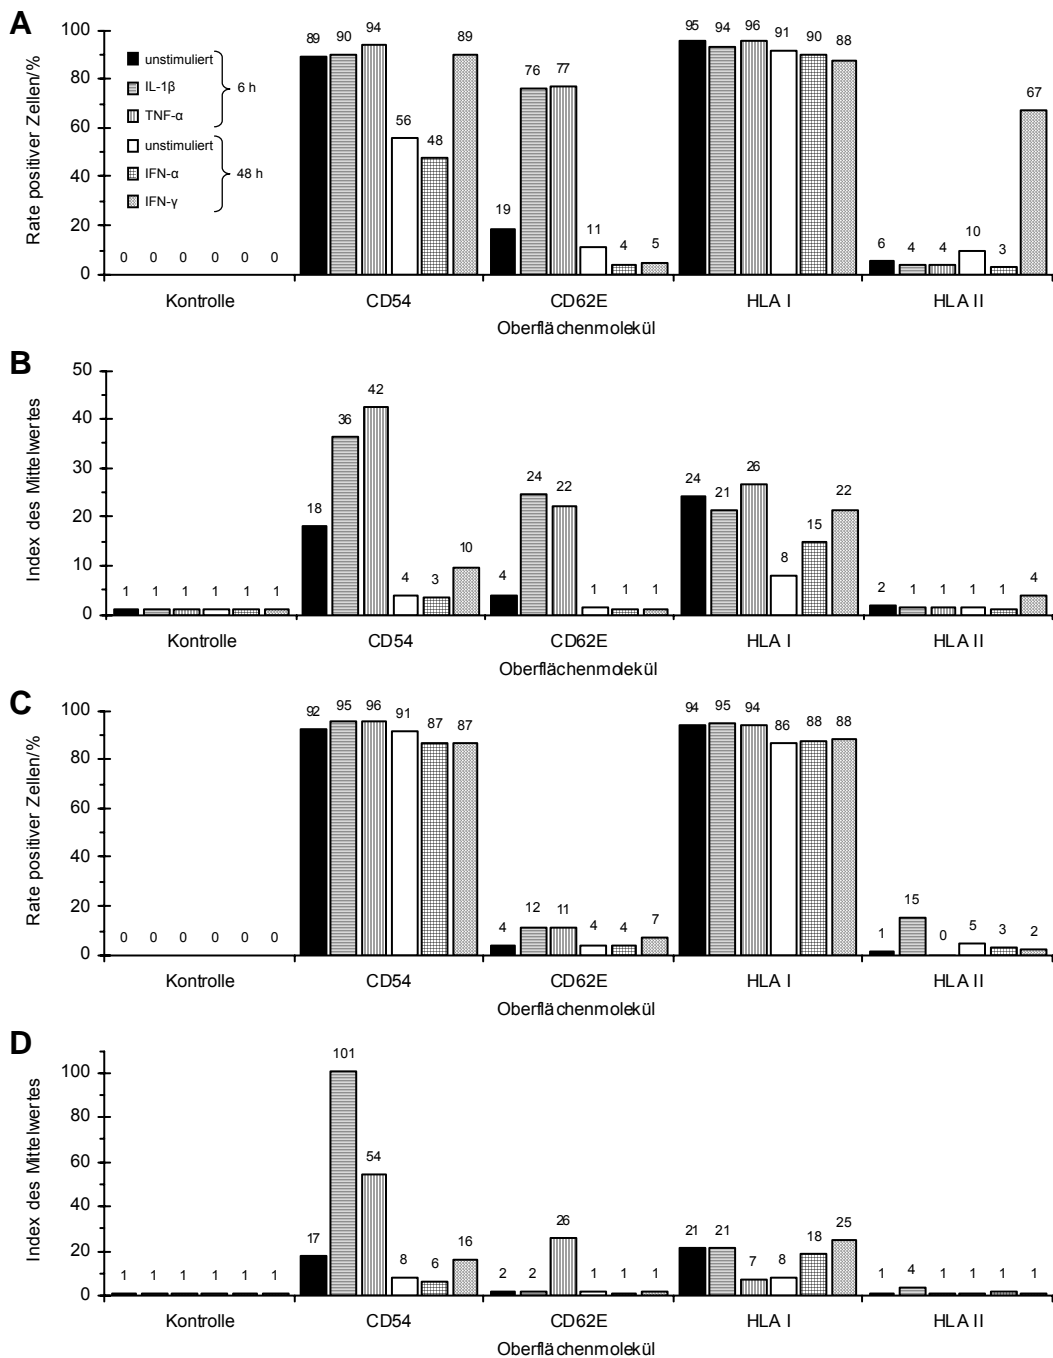 A
Rate positiver Zellen/%
100
80
60
40
20
0
unstimuliert
IL-1β
TNF-α
6 h
unstimuliert
IFN-α
IFN-γ
48 h
0 0 0 0 0 0
89 90 94 56 48 89
19 76 77 11 4 5
95 94 96 91 90 88
6 4 4 10 3 67
Kontrolle CD54 CD62E HLA I HLA II
Oberflächenmolekül
B
Index des Mittelwertes
50
40
30
20
10
0
1 1 1 1 1 1
18 36 42 4 3 10
4 24 22 1 1 1
24 21 26 8 15 22
2 1 1 1 1 4
Kontrolle CD54 CD62E HLA I HLA II
Oberflächenmolekül
C
Rate positiver Zellen/%
100
80
60
40
20
0
0 0 0 0 0 0
92 95 96 91 87 87
4 12 11 4 4 7
94 95 94 86 88 88
1 15 0 5 3 2
Kontrolle CD54 CD62E HLA I HLA II
Oberflächenmolekül
D
Index des Mittelwertes
100
80
60
40
20
0
1 1 1 1 1 1
17 101 54 8 6 16
2 2 26 1 1 1
21 21 7 8 18 25
1 4 1 1 1 1
Kontrolle CD54 CD62E HLA I HLA II
Oberflächenmolekül